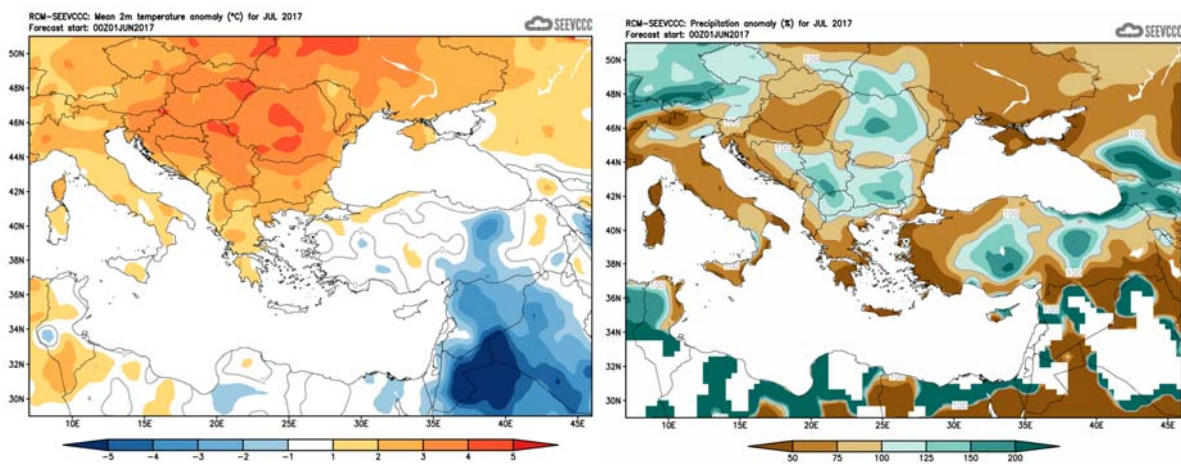 RCM-SEEVCCC: Mean 2m temperature anomaly (°C) for JUL 2017
Forecast start: 00Z01JUN2017
SEEVCCC
50N
48N
46N
44N
42N
40N
38N
36N
34N
32N
30N
10E 15E 20E 25E 30E 35E 40E 45E
-5 -4 -3 -2 -1 1 2 3 4 5
RCM-SEEVCCC: Precipitation anomaly (%) for JUL 2017
Forecast start: 00Z01JUN2017
SEEVCCC
50N
48N
46N
44N
42N
40N
38N
36N
34N
32N
30N
10E 15E 20E 25E 30E 35E 40E 45E
50 75 100 125 150 200